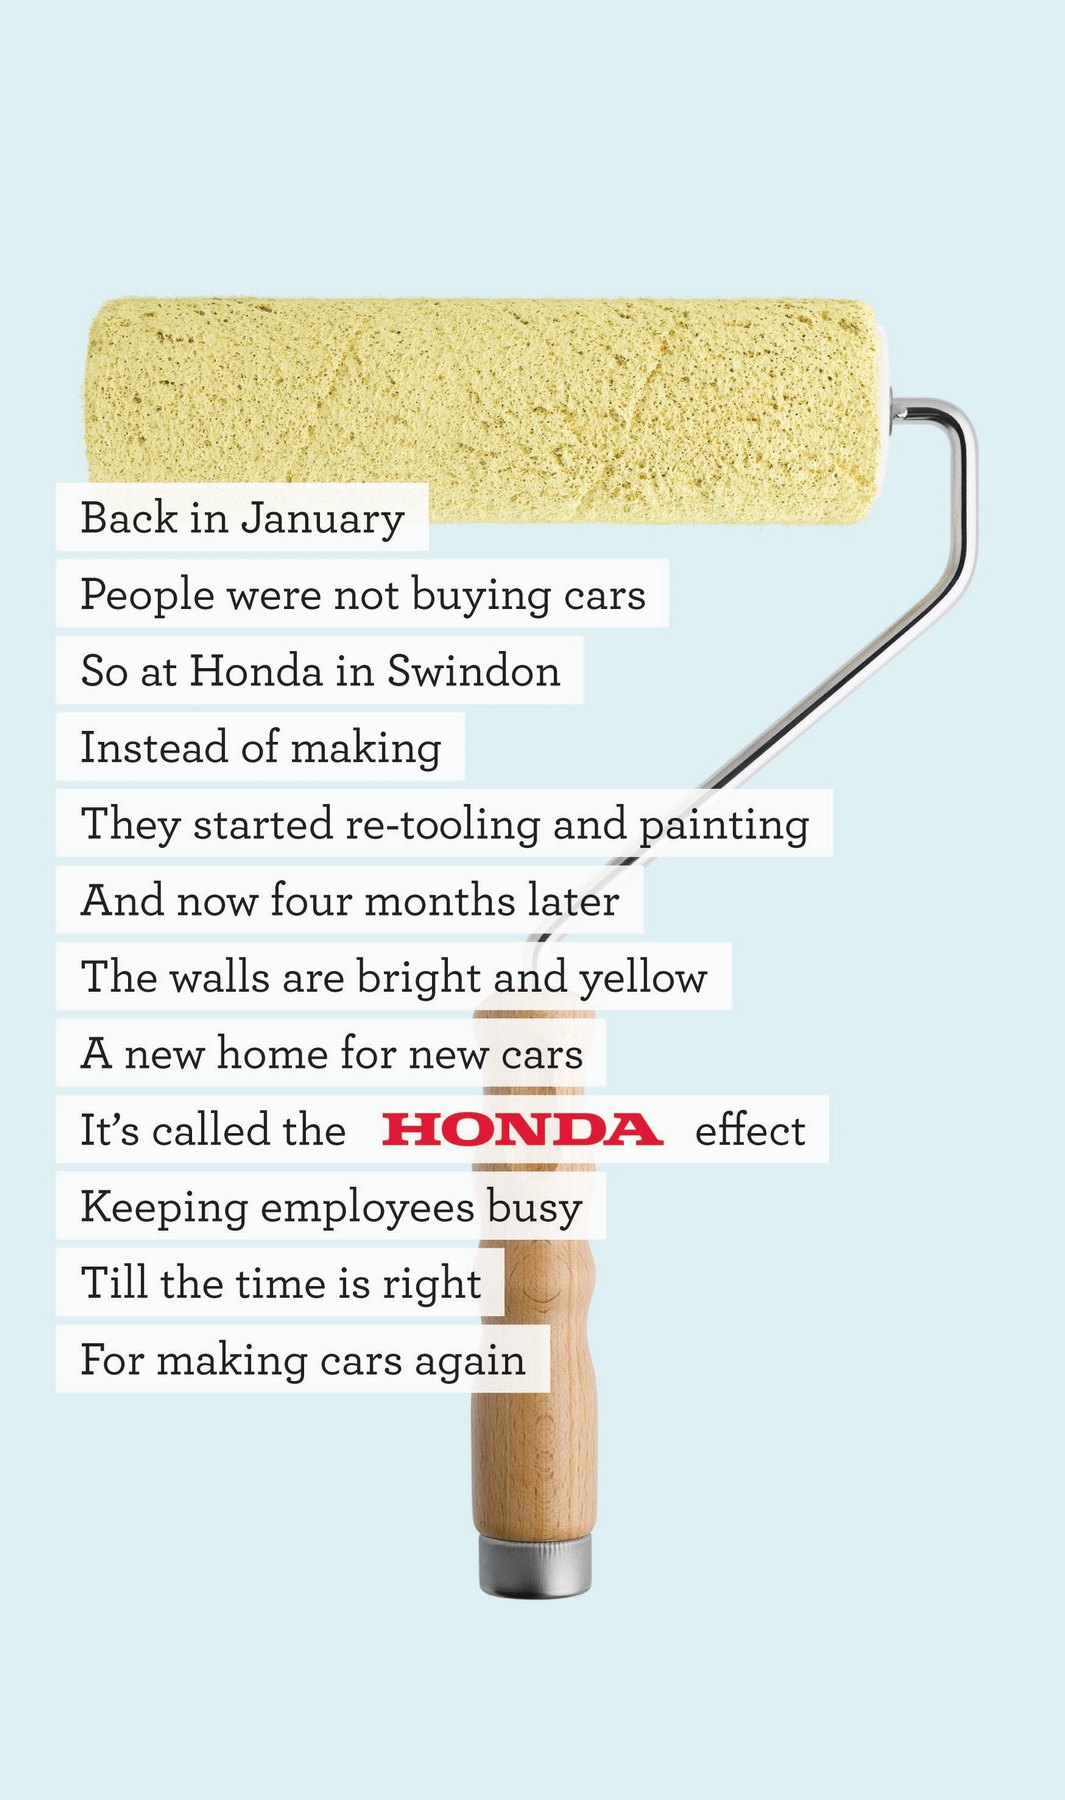 Back in January
People were not buying cars
So at Honda in Swindon
Instead of making
They started re-tooling and painting
And now four months later
The walls are bright and yellow
A new home for new cars
It’s called the HONDA effect
Keeping employees busy
Till the time is right
For making cars again